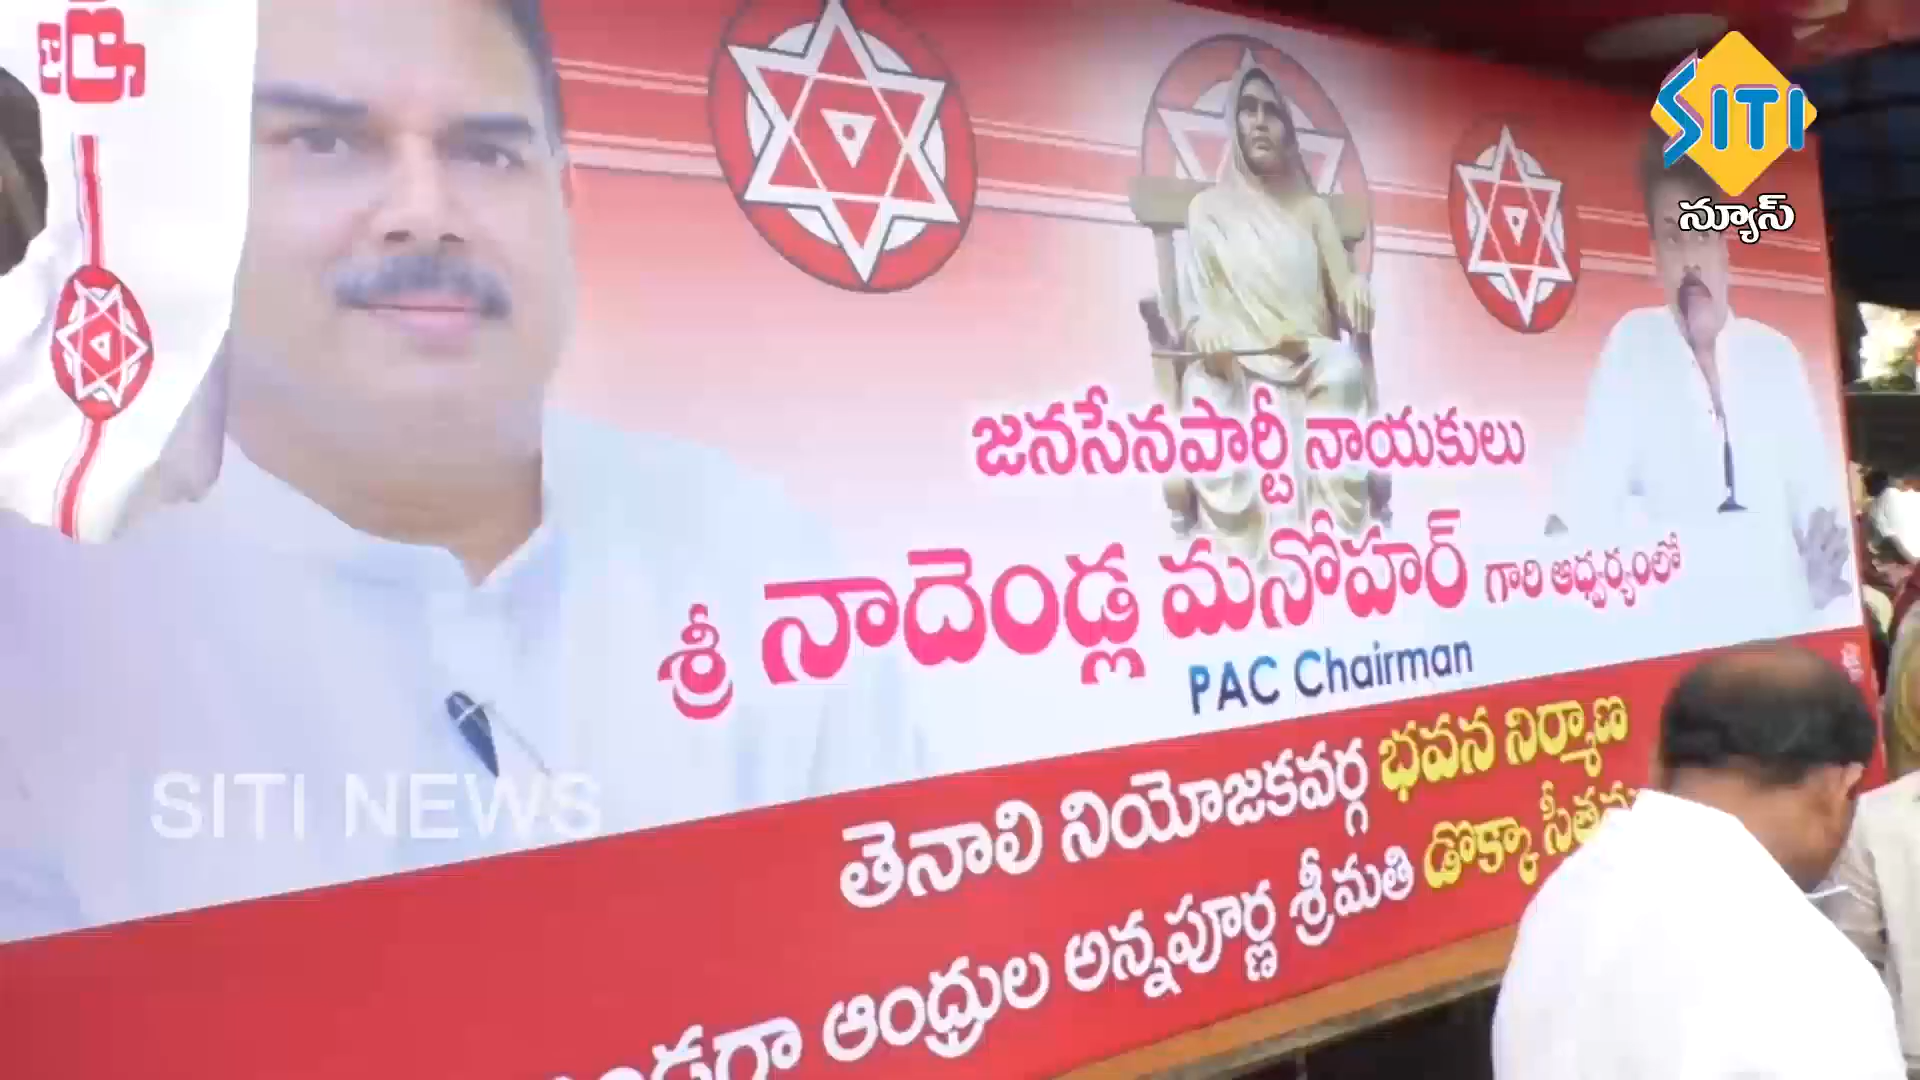 SITI
న్యూస్
జనసేనపార్టీ నాయకులు
శ్రీ నాదెండ్ల మనోహర్ గారి ఆధ్వర్యంలో
PAC Chairman
తెనాలి నియోజకవర్గ భవన నిర్మాణ
ఆంధ్రుల అన్నపూర్ణ శ్రీమతి డొక్కా
SITI NEWS